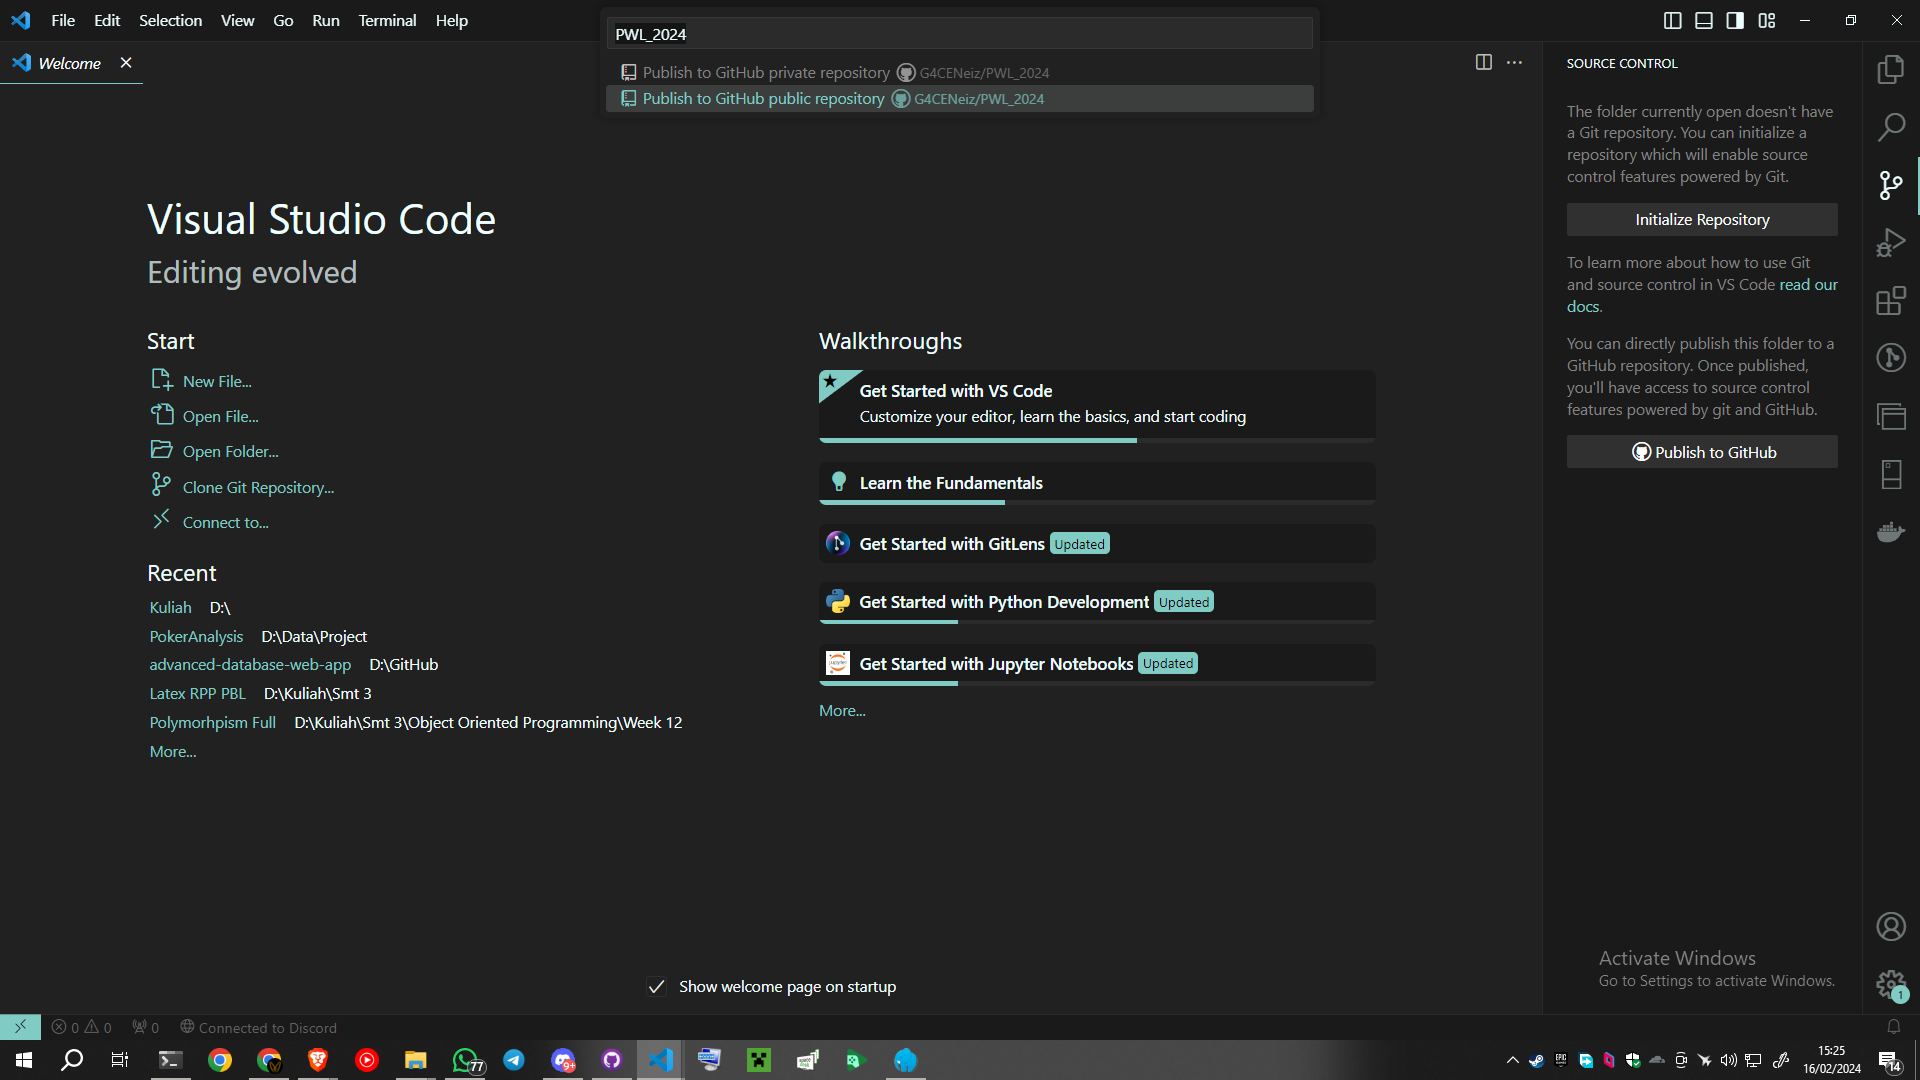 File Edit Selection View Go Run Terminal Help
PWL_2024
Publish to GitHub private repository G4CENeiz/PWL_2024
Publish to GitHub public repository G4CENeiz/PWL_2024
Welcome
Visual Studio Code
Editing evolved
Start
New File...
Open File...
Open Folder...
Clone Git Repository...
Connect to...
Recent
Kuliah D:\
PokerAnalysis D:\Data\Project
advanced-database-web-app D:\GitHub
Latex RPP PBL D:\Kuliah\Smt 3
Polymorhpism Full D:\Kuliah\Smt 3\Object Oriented Programming\Week 12
More...
Walkthroughs
Get Started with VS Code
Customize your editor, learn the basics, and start coding
Learn the Fundamentals
Get Started with GitLens Updated
Get Started with Python Development Updated
Get Started with Jupyter Notebooks Updated
More...
Show welcome page on startup
SOURCE CONTROL
The folder currently open doesn't have
a Git repository. You can initialize a
repository which will enable source
control features powered by Git.
Initialize Repository
To learn more about how to use Git
and source control in VS Code read our
docs.
You can directly publish this folder to a
GitHub repository. Once published,
you'll have access to source control
features powered by git and GitHub.
Publish to GitHub
Activate Windows
Go to Settings to activate Windows.
1
0 0 0 Connected to Discord
77
9+
15:25
16/02/2024
14